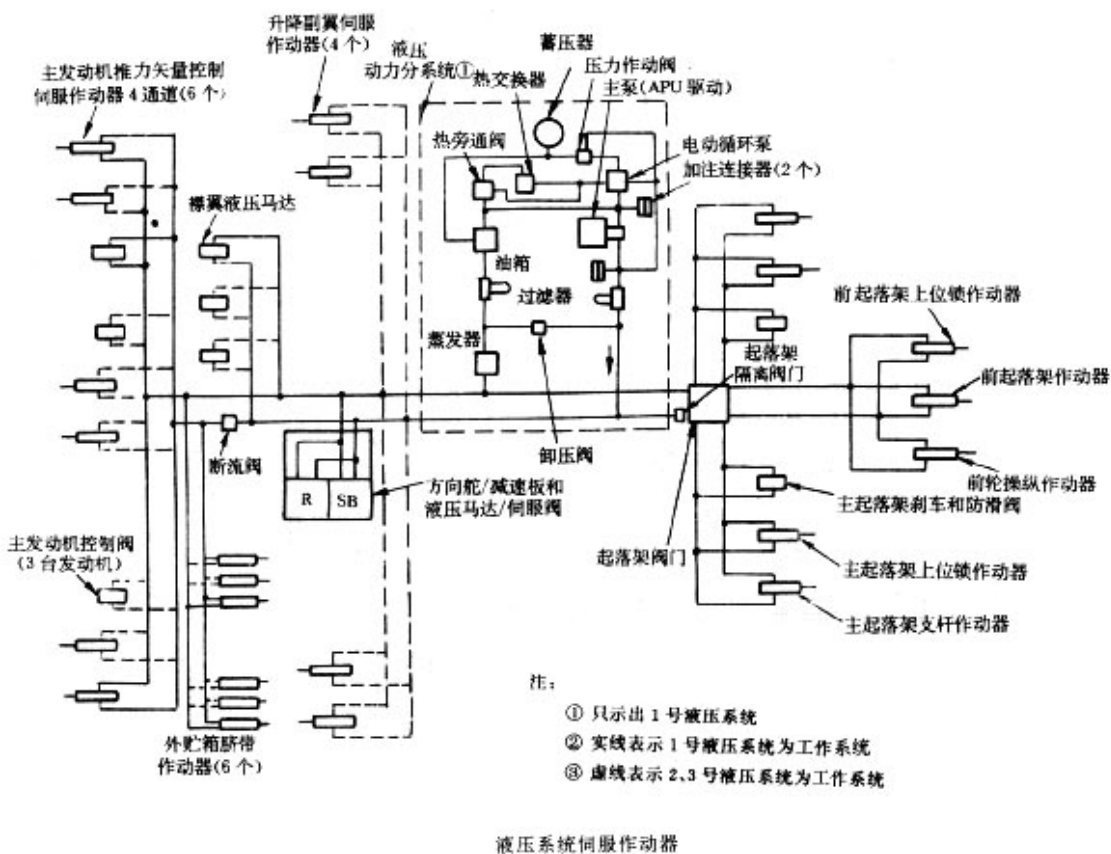 升降副翼伺服
作动器(4个)
液压
动力分系统①
蓄压器
热交换器
压力作动阀
主泵(APU驱动)
主发动机推力矢量控制
伺服作动器4通道(6个)
热旁通阀
电动循环泵
加注连接器(2个)
襟翼液压马达
油箱
过滤器
前起落架上位锁作动器
蒸发器
起落架
隔离阀门
前起落架作动器
断流阀
卸压阀
前轮操纵作动器
R
SB
方向舵/减速板和
液压马达/伺服阀
主起落架刹车和防滑阀
主发动机控制阀
(3台发动机)
起落架阀门
主起落架上位锁作动器
主起落架支杆作动器
外贮箱脐带
作动器(6个)
注:
① 只示出1号液压系统
② 实线表示1号液压系统为工作系统
③ 虚线表示2,3号液压系统为工作系统
液压系统伺服作动器